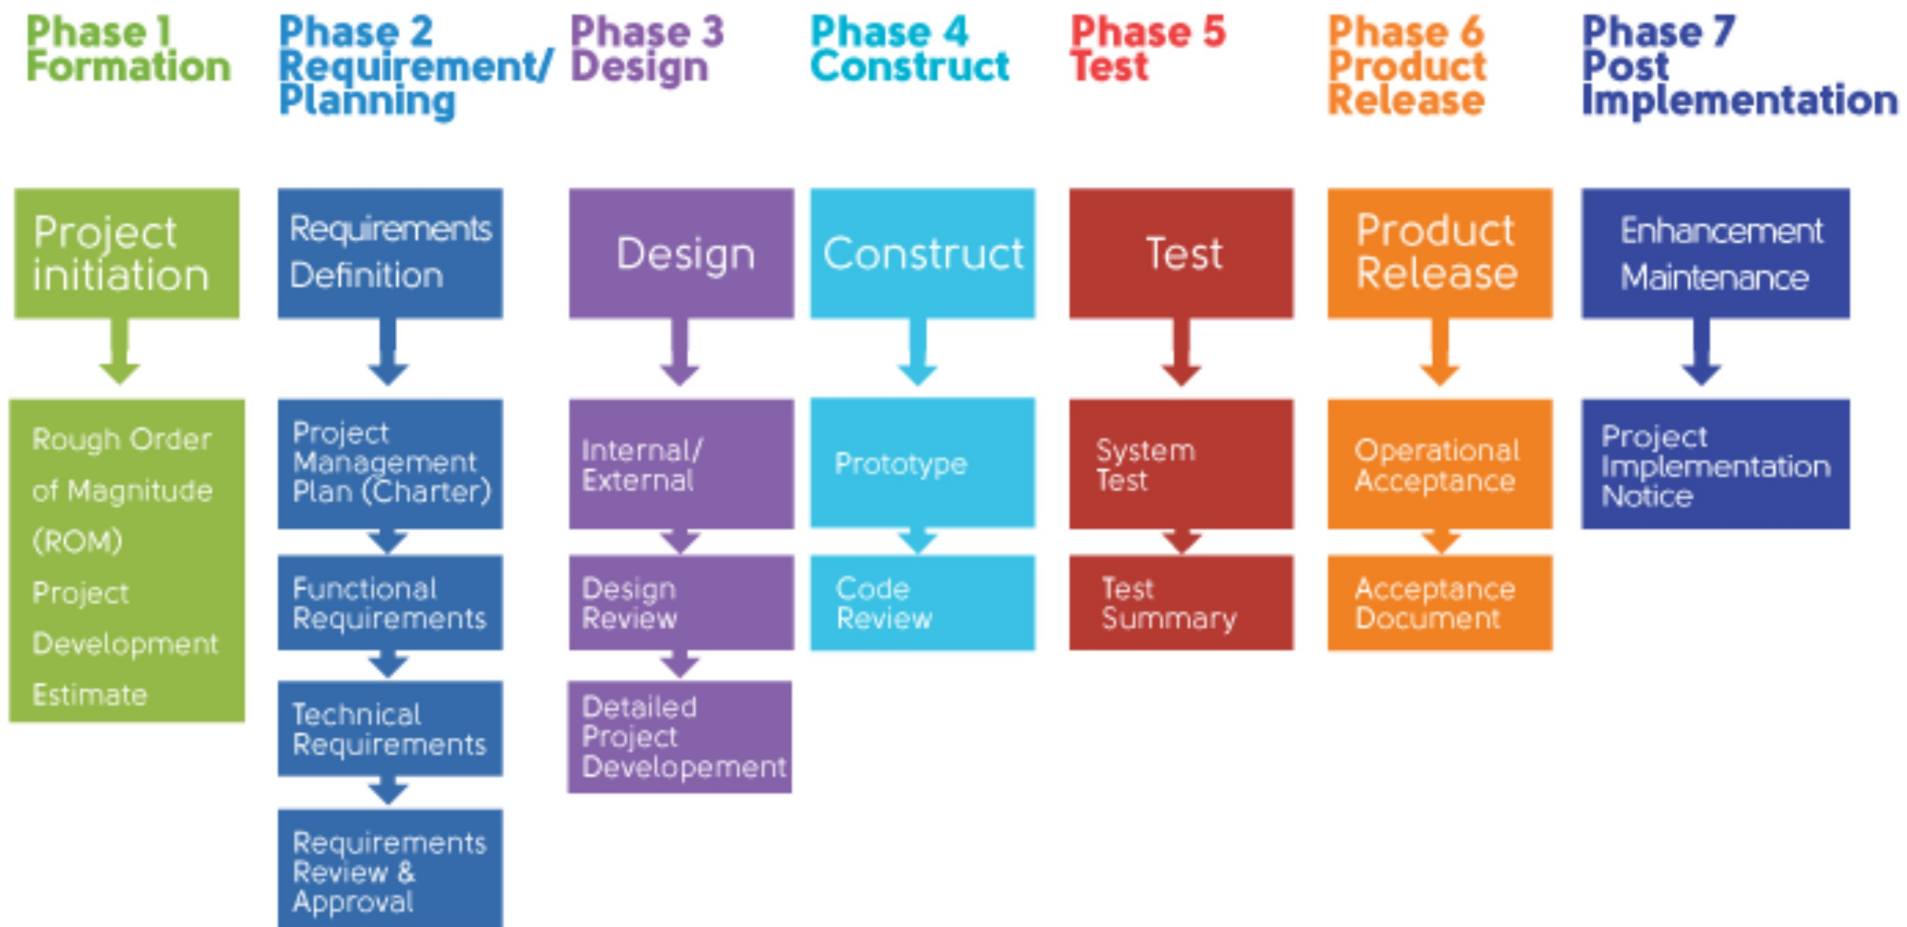 Phase 1
Formation
Phase 2
Requirement/
Planning
Phase 3
Design
Phase 4
Construct
Phase 5
Test
Phase 6
Product
Release
Phase 7
Post
Implementation
Project
initiation
Requirements
Definition
Design
Construct
Test
Product
Release
Enhancement
Maintenance
Rough Order
of Magnitude
(ROM)
Project
Development
Estimate
Project
Management
Plan (Charter)
Functional
Requirements
Technical
Requirements
Requirements
Review &
Approval
Internal/
External
Design
Review
Detailed
Project
Developement
Prototype
Code
Review
System
Test
Test
Summary
Operational
Acceptance
Acceptance
Document
Project
Implementation
Notice